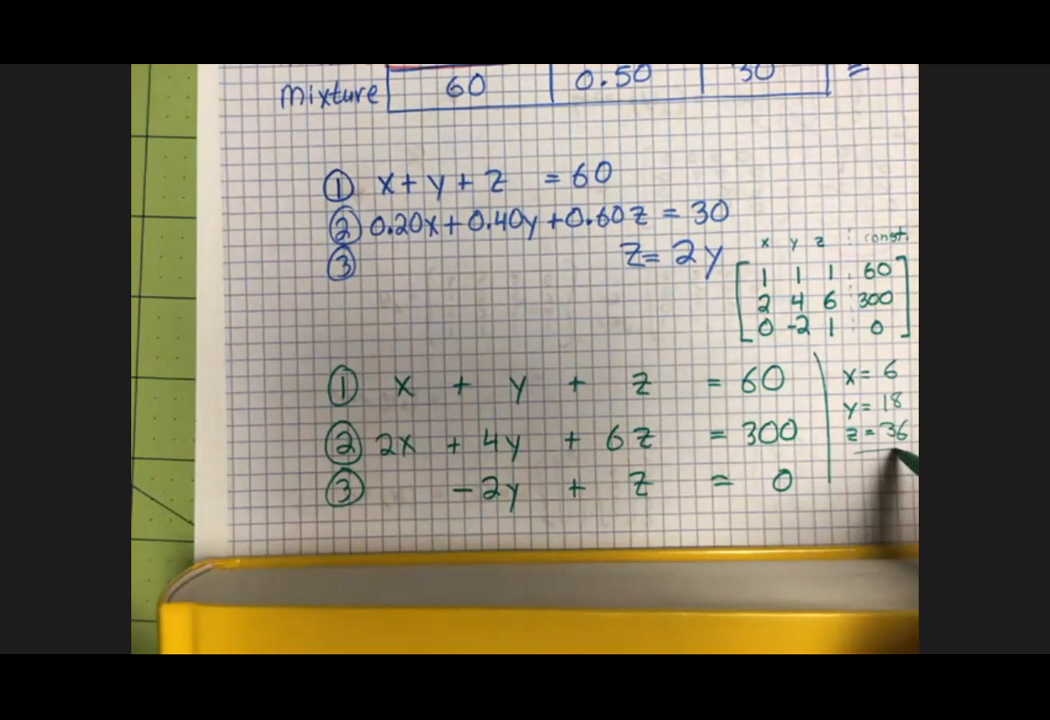 Mixture 60 0.50 30 =
① x + y + z = 60
② 0.20x + 0.40y + 0.60z = 30
③ z = 2y
x y z : const.
1 1 1 : 60
2 4 6 : 300
0 -2 1 : 0
① x + y + z = 60
② 2x + 4y + 6z = 300
③ -2y + z = 0
x = 6
y = 18
z = 36